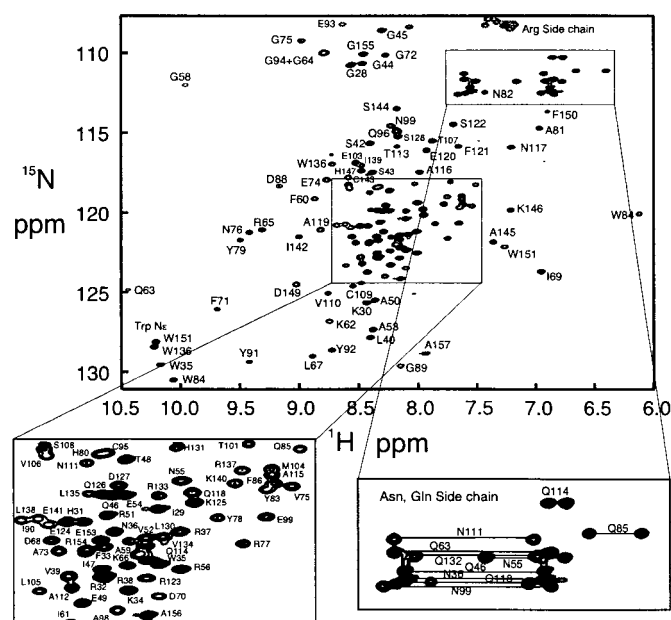 E93
G75
G45
Arg Side chain
110
G155
G94+G64
G72
G28 G44
G58
N82
S144
F150
N99
Q96
S128
S122
A81
115
S42
T107
F121
N117
15N
E103
I139
T113
E120
W136
H147
S43
C143
A116
D88
E74
ppm
F60
K146
W84
120
N76
R65
A119
A145
Y79
I142
W151
I69
Q63
D149
125
V110
C109
A50
F71
K30
Trp Nε
K62
A58
W151
L40
W136
Y91
Y92
A157
W35
L67
G89
130
W84
10.5 10.0 9.5 9.0 8.5 8.0 7.5 7.0 6.5 6.0
1H ppm
S108
C95
H131
T101
Q85
H80
V106
N111
T48
R137
M104
A115
D127
N55
K140
F86
Q126
Y83
V75
L135
R133
Q118
E54
K125
Q46
R51
I29
L138
E141
H31
Y78
E99
I90
E124
N36
L130
R37
V52
D68
R154
E153
V134
R77
A59
Q114
A73
F33
K66
W35
I47
R56
V39
R38
R123
R32
L105
A112
E49
K34
D70
I61
A98
A156
Asn, Gln Side chain
Q114
Q85
N111
Q63
Q132
N55
Q46
N36
Q118
N99